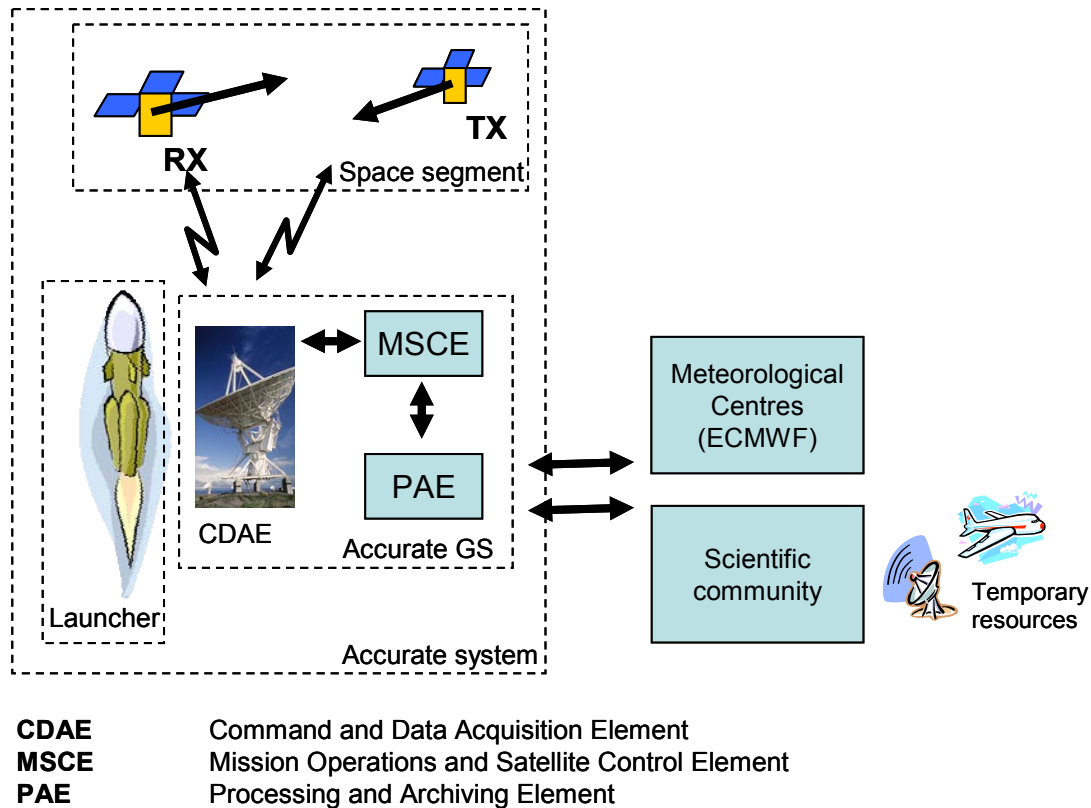 RX
TX
Space segment
MSCE
PAE
CDAE
Accurate GS
Launcher
Accurate system
Meteorological
Centres
(ECMWF)
Scientific
community
Temporary
resources
CDAE Command and Data Acquisition Element
MSCE Mission Operations and Satellite Control Element
PAE Processing and Archiving Element